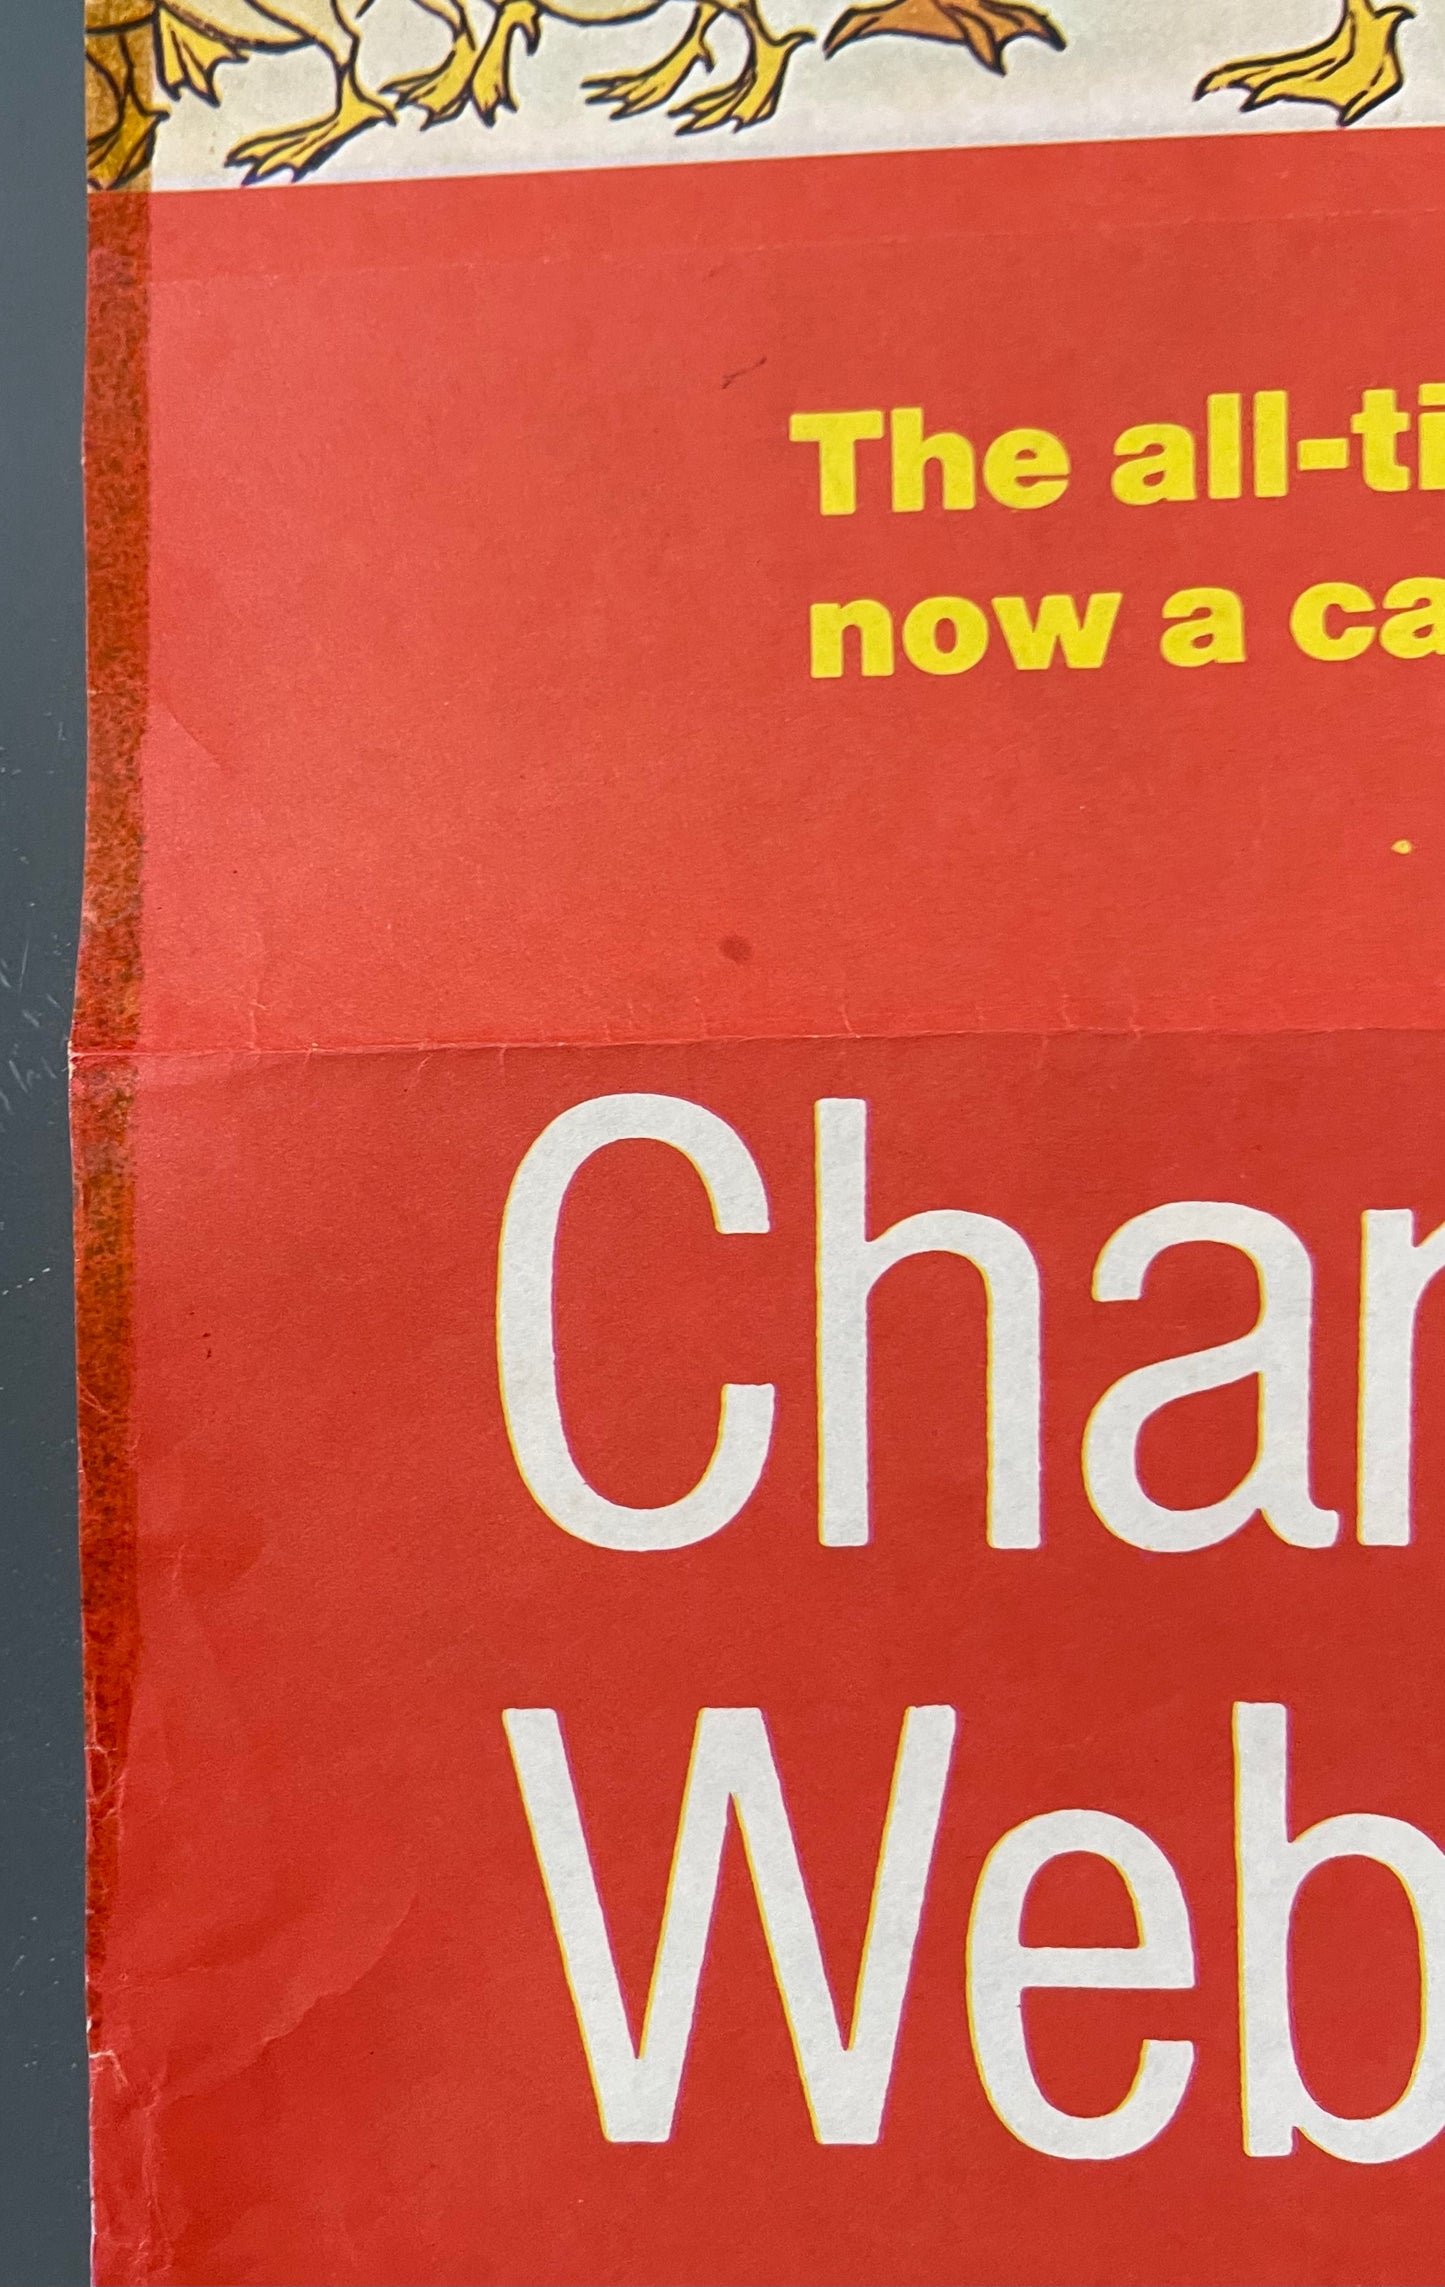 The all-ti
now a ca
Char
Web